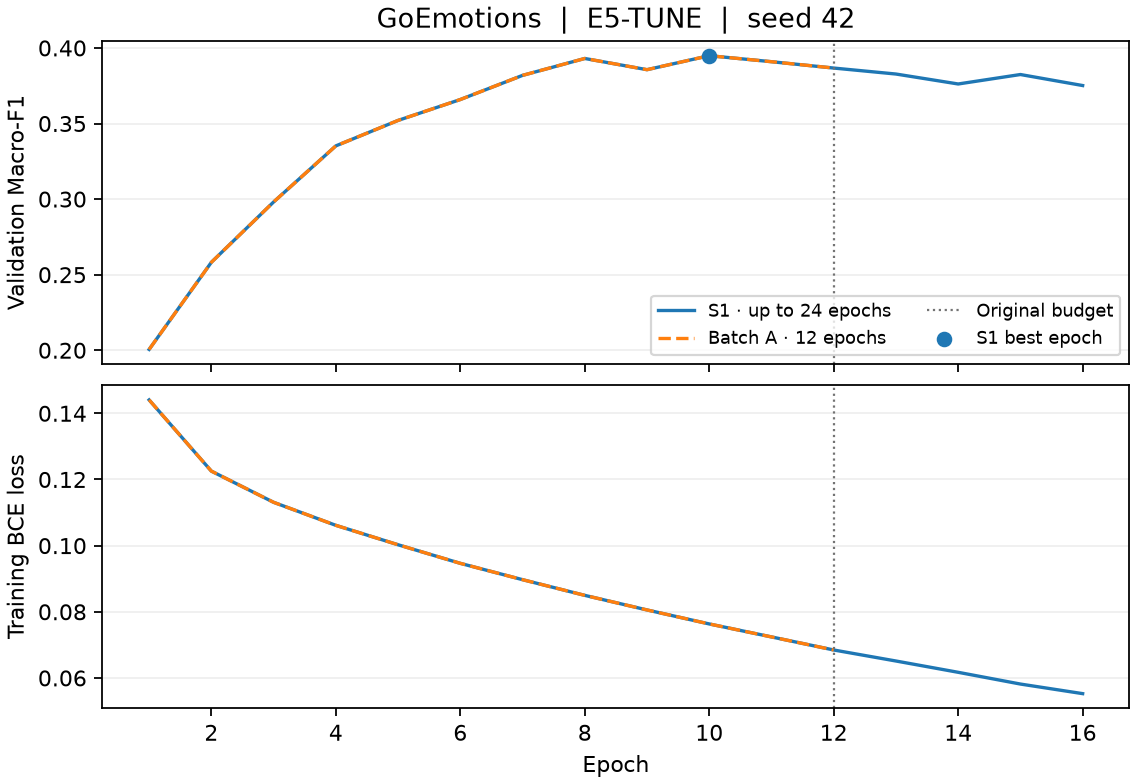 GoEmotions | E5-TUNE | seed 42
Validation Macro-F1
0.40
0.35
0.30
0.25
0.20
S1 · up to 24 epochs
Batch A · 12 epochs
Original budget
S1 best epoch
Training BCE loss
0.14
0.12
0.10
0.08
0.06
2 4 6 8 10 12 14 16
Epoch